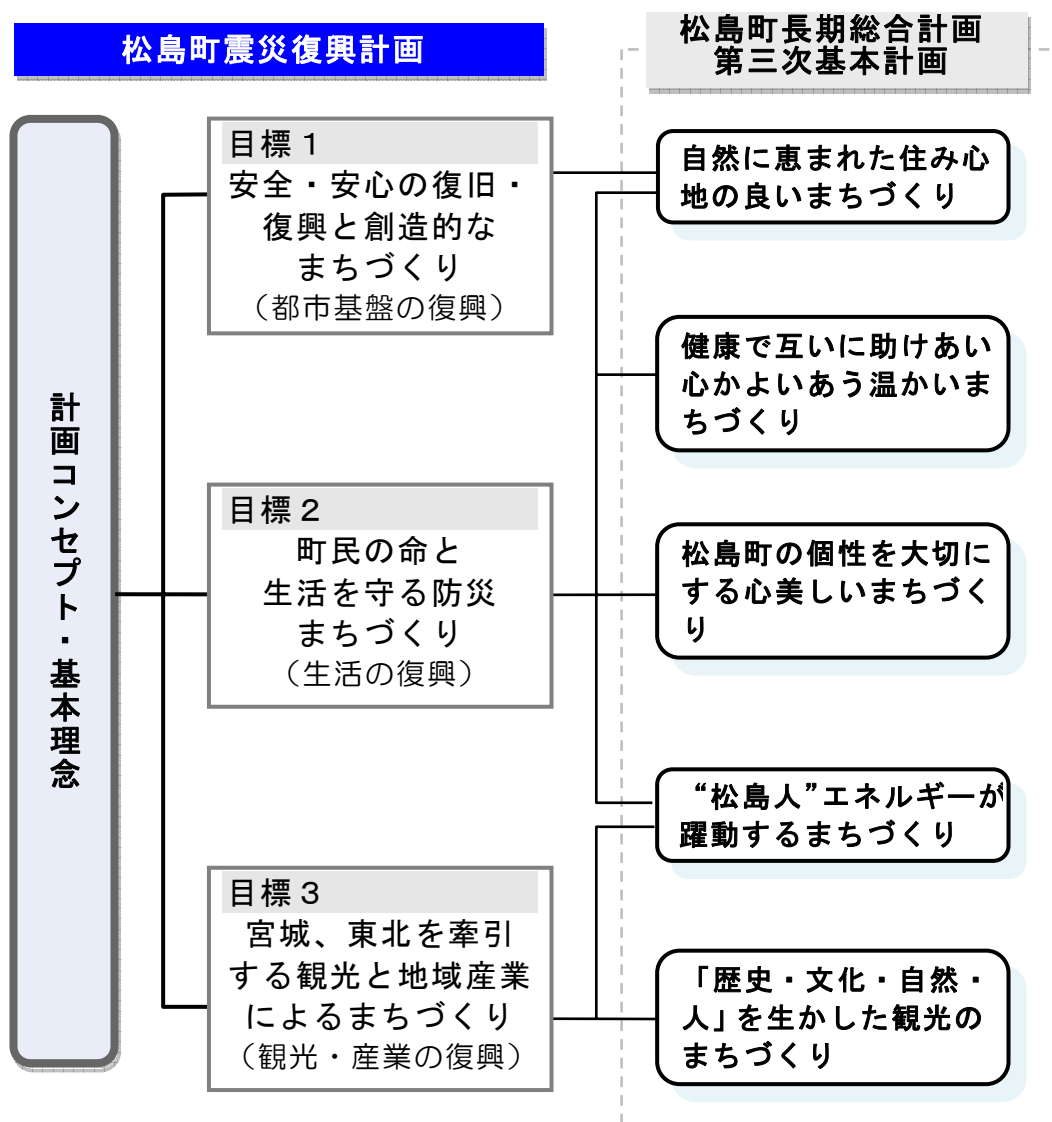 松島町震災復興計画
松島町長期総合計画
第三次基本計画
計画コンセプト・基本理念
目標１
安全・安心の復旧・
復興と創造的な
まちづくり
（都市基盤の復興）
目標２
町民の命と
生活を守る防災
まちづくり
（生活の復興）
目標３
宮城、東北を牽引
する観光と地域産業
によるまちづくり
（観光・産業の復興）
自然に恵まれた住み心
地の良いまちづくり
健康で互いに助けあい
心かよいあう温かいま
ちづくり
松島町の個性を大切に
する心美しいまちづく
り
“松島人”エネルギーが
躍動するまちづくり
「歴史・文化・自然・
人」を生かした観光の
まちづくり